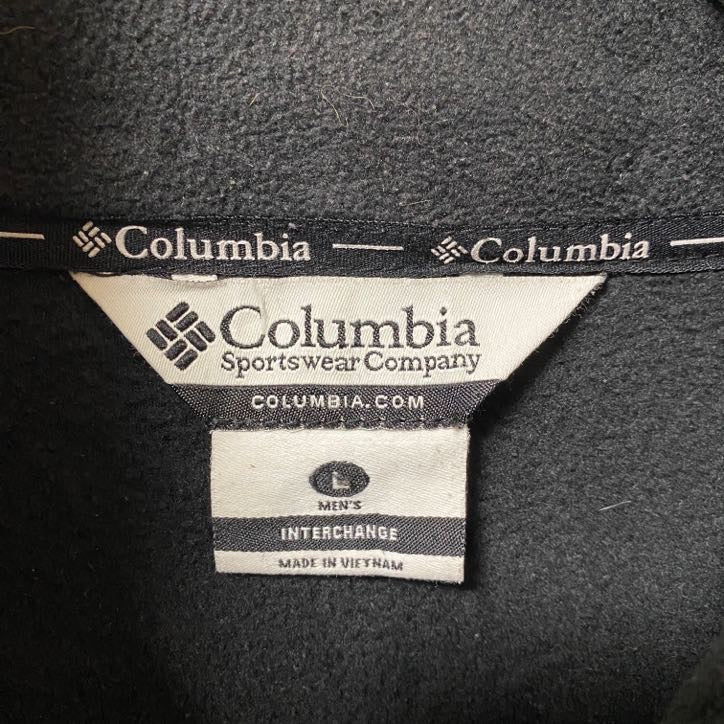 Columbia Columbia
Columbia
Sportswear Company
COLUMBIA.COM
L
MEN'S
INTERCHANGE
MADE IN VIETNAM